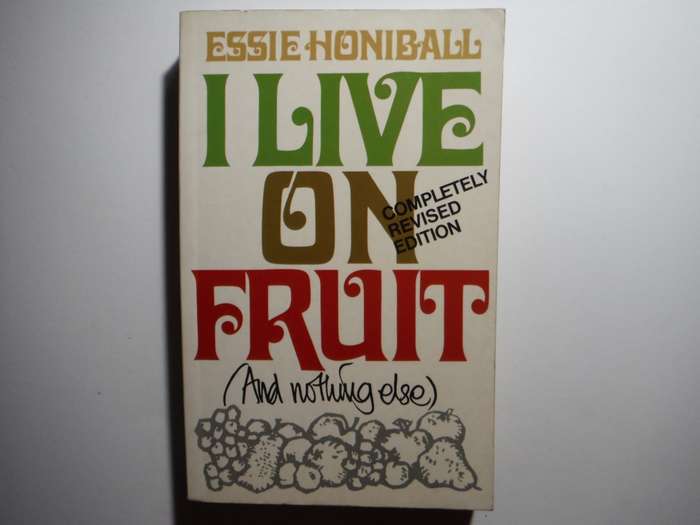 ESSIE HONIBALL
I LIVE
ON
COMPLETELY
REVISED
EDITION
FRUIT
(And nothing else)